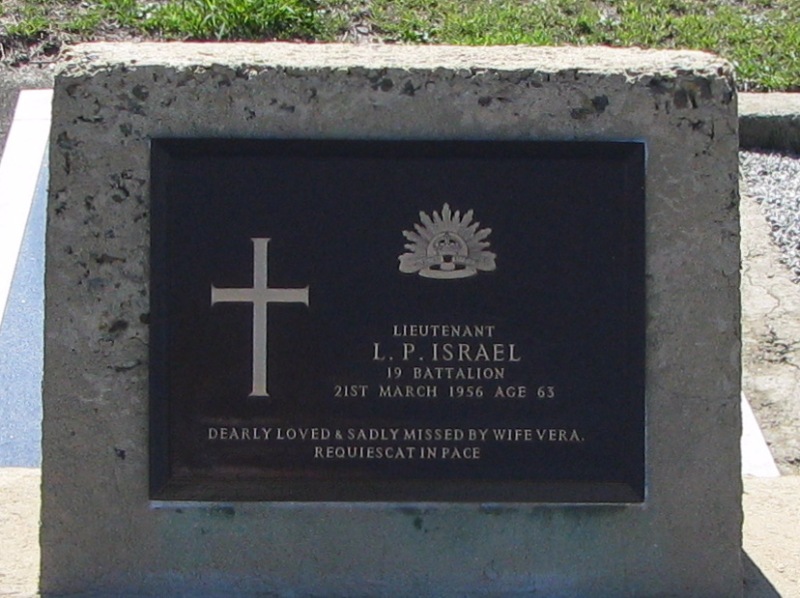 LIEUTENANT
L. P. ISRAEL
19 BATTALION
21ST MARCH 1956 AGE 63
DEARLY LOVED & SADLY MISSED BY WIFE VERA.
REQUIESCAT IN PACE